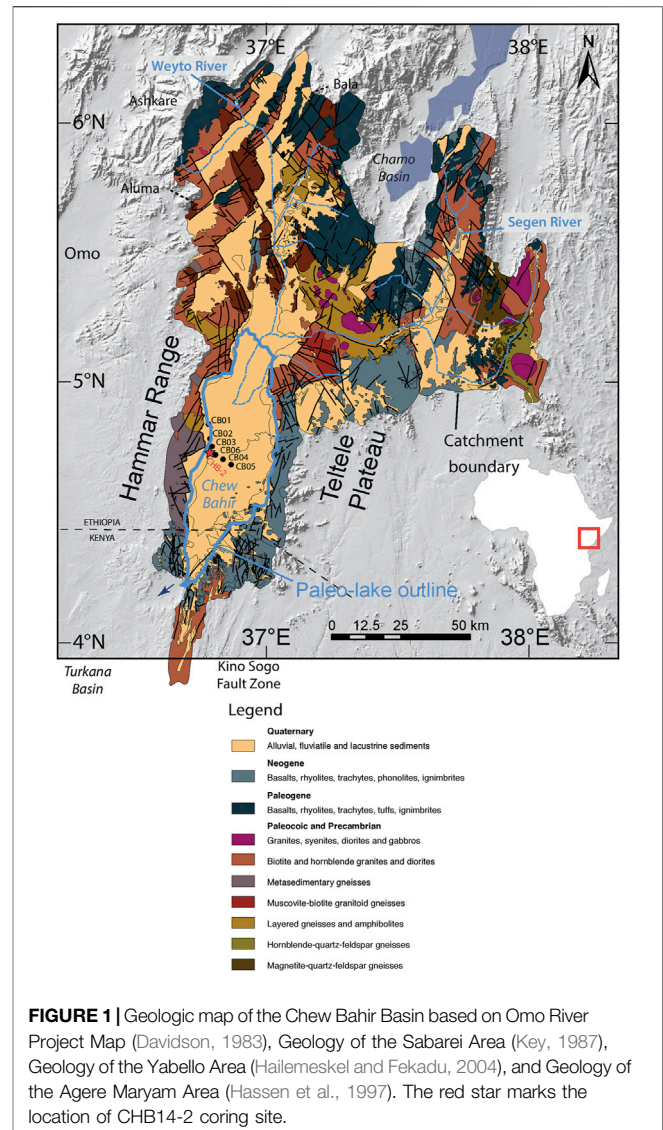 37°E
38°E
N
Weyto River
Bala
Ashkare
6°N
Chamo
Basin
Aluma
Segen River
Omo
5°N
Hammar Range
CB01
CB02
CB03
CB06
CB04
CB05
CHB-2
Chew
Bahir
Teltele
Plateau
Catchment
boundary
ETHIOPIA
KENYA
Paleo-lake outline
0 12.5 25 50 km
4°N
37°E
38°E
Turkana
Basin
Kino Sogo
Fault Zone
Legend
Quaternary
Alluvial, fluviatile and lacustrine sediments
Neogene
Basalts, rhyolites, trachytes, phonolites, ignimbrites
Paleogene
Basalts, rhyolites, trachytes, tuffs, ignimbrites
Paleocoic and Precambrian
Granites, syenites, diorites and gabbros
Biotite and hornblende granites and diorites
Metasedimentary gneisses
Muscovite-biotite granitoid gneisses
Layered gneisses and amphibolites
Hornblende-quartz-feldspar gneisses
Magnetite-quartz-feldspar gneisses
FIGURE 1 | Geologic map of the Chew Bahir Basin based on Omo River
Project Map (Davidson, 1983), Geology of the Sabarei Area (Key, 1987),
Geology of the Yabello Area (Hailemeskel and Fekadu, 2004), and Geology of
the Agere Maryam Area (Hassen et al., 1997). The red star marks the
location of CHB14-2 coring site.